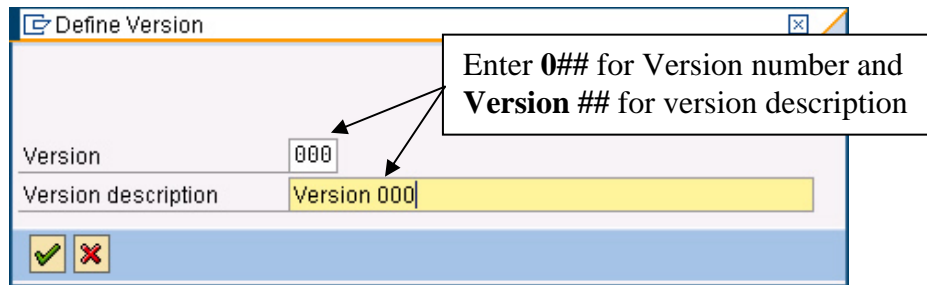 Define Version
Enter 0## for Version number and
Version ## for version description
Version 000
Version description Version 000